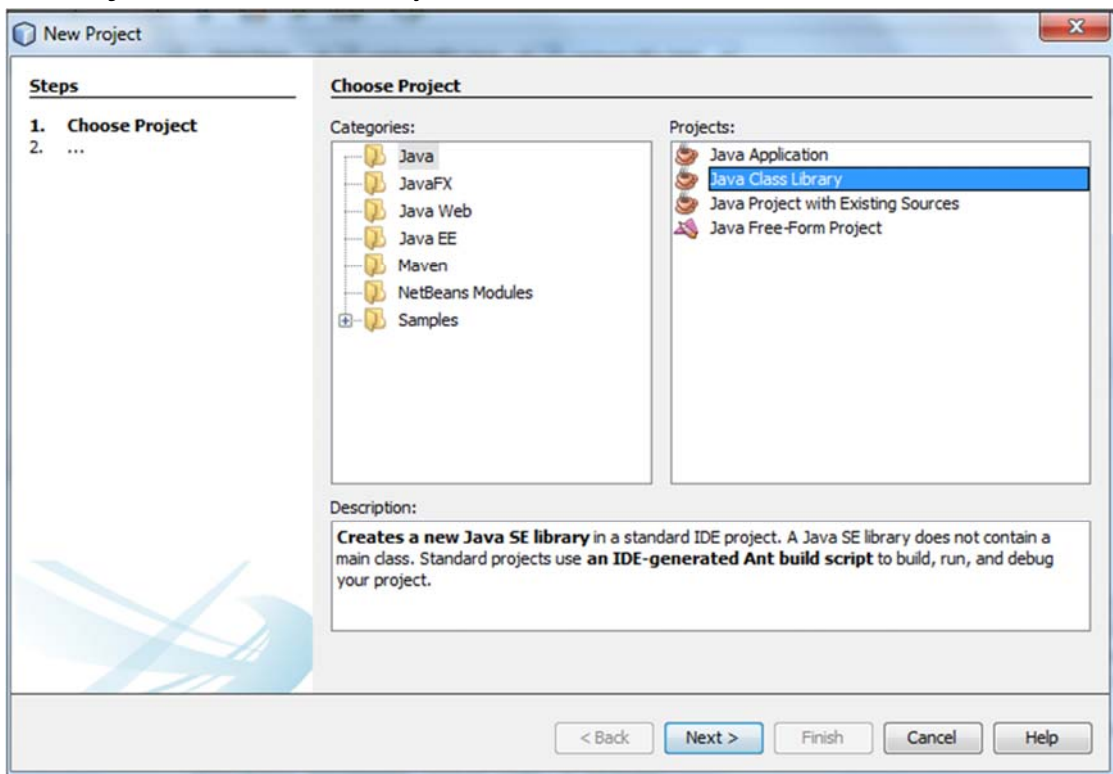 New Project
Steps
1. Choose Project
2. ...
Choose Project
Categories:
Java
JavaFX
Java Web
Java EE
Maven
NetBeans Modules
Samples
Projects:
Java Application
Java Class Library
Java Project with Existing Sources
Java Free-Form Project
Description:
Creates a new Java SE library in a standard IDE project. A Java SE library does not contain a
main class. Standard projects use an IDE-generated Ant build script to build, run, and debug
your project.
< Back Next > Finish Cancel Help